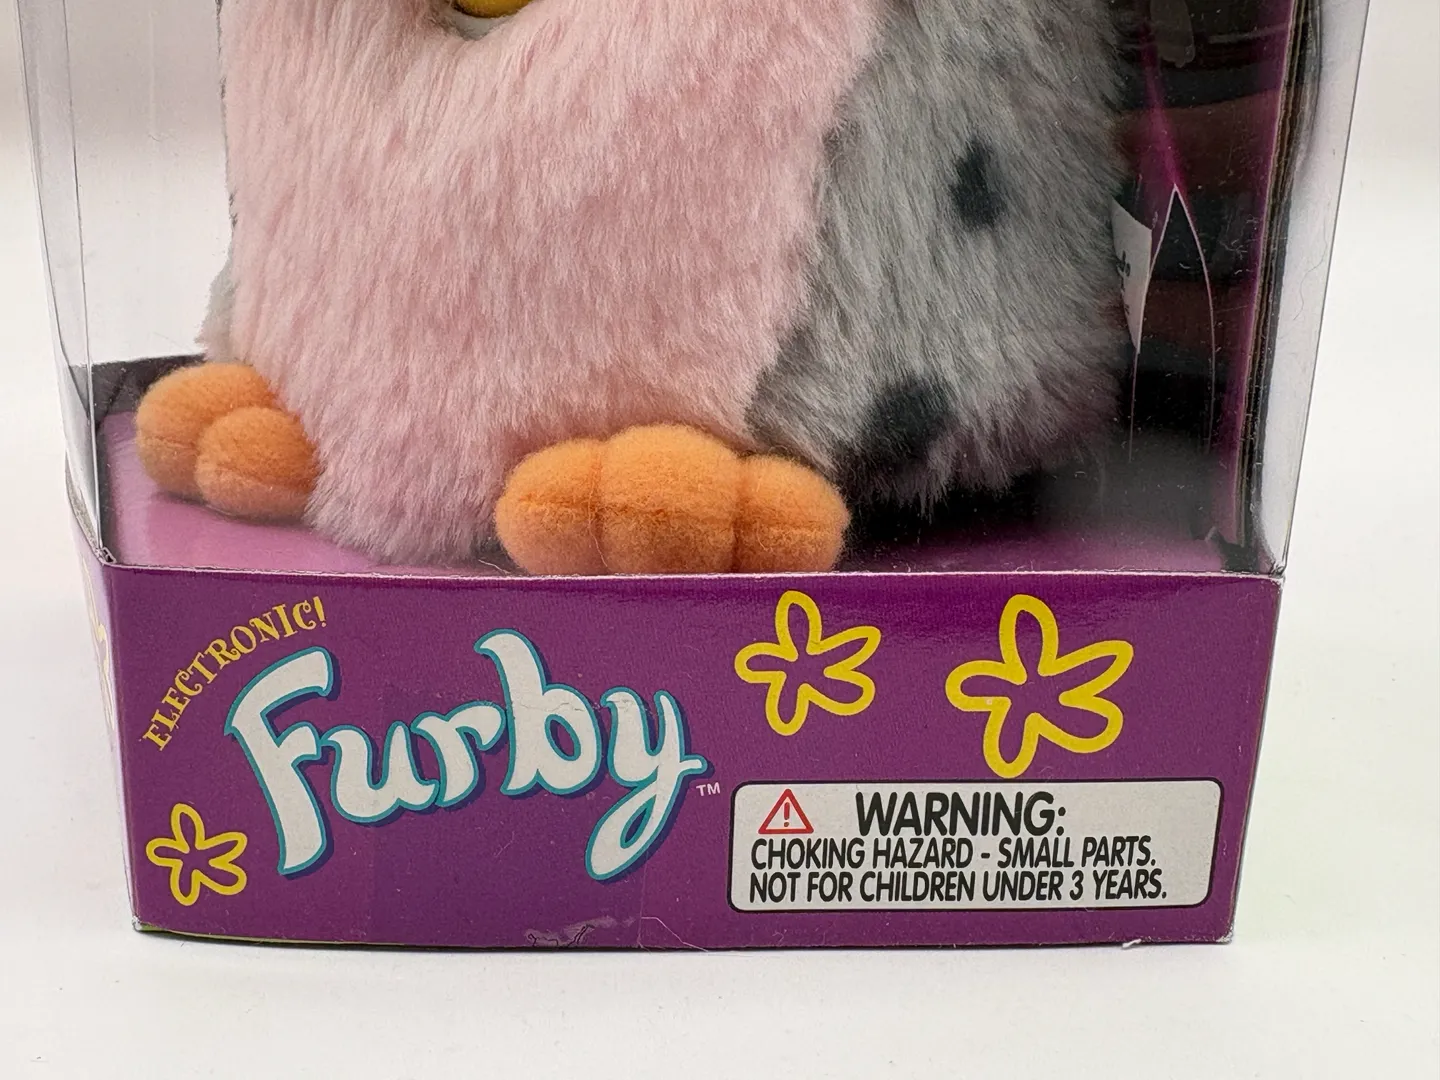 ELECTRONIC!
Furby™
WARNING:
CHOKING HAZARD - SMALL PARTS.
NOT FOR CHILDREN UNDER 3 YEARS.